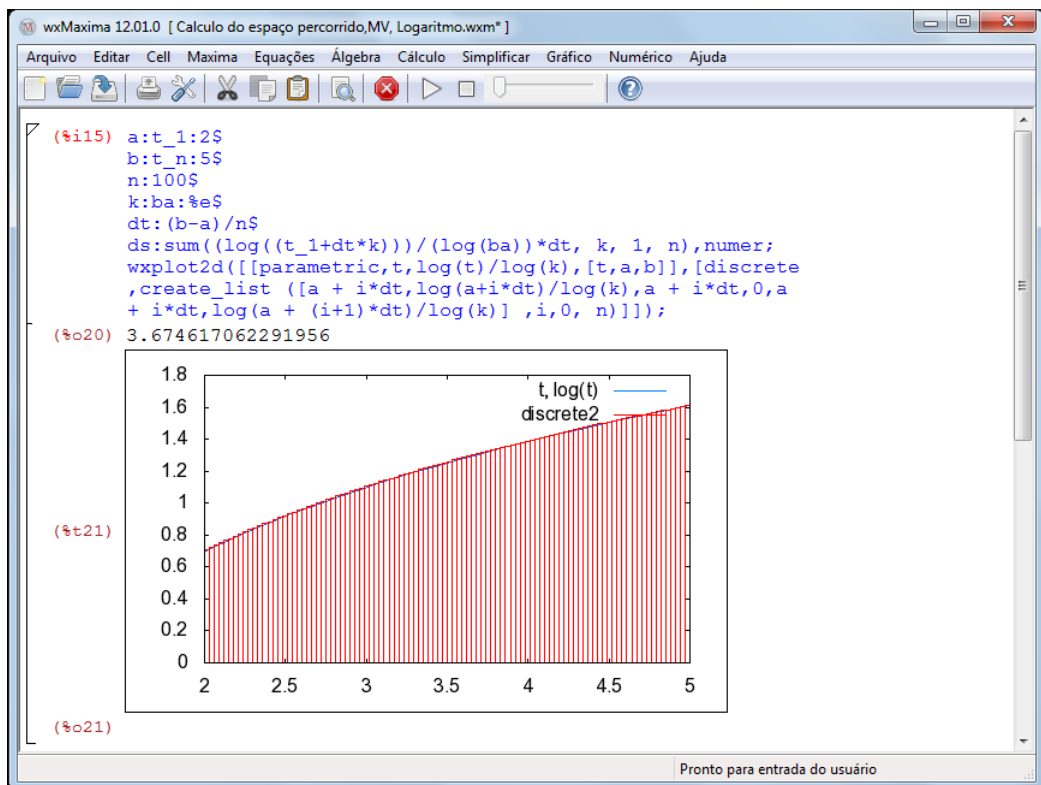 wxMaxima 12.01.0 [ Calculo do espaço percorrido,MV, Logaritmo.wxm* ]
Arquivo Editar Cell Maxima Equações Álgebra Cálculo Simplificar Gráfico Numérico Ajuda
(%i15) a:t_1:2$
b:t_n:5$
n:100$
k:ba:%e$
dt:(b-a)/n$
ds:sum((log((t_1+dt*k)))/(log(ba))*dt, k, 1, n),numer;
wxplot2d([[parametric,t,log(t)/log(k),[t,a,b]],[discrete
,create_list ([a + i*dt,log(a+i*dt)/log(k),a + i*dt,0,a
+ i*dt,log(a + (i+1)*dt)/log(k)] ,i,0, n)]]);
(%o20) 3.674617062291956
1.8
t, log(t)
1.6
discrete2
1.4
1.2
1
(%t21)
0.8
0.6
0.4
0.2
0
2 2.5 3 3.5 4 4.5 5
(%o21)
Pronto para entrada do usuário